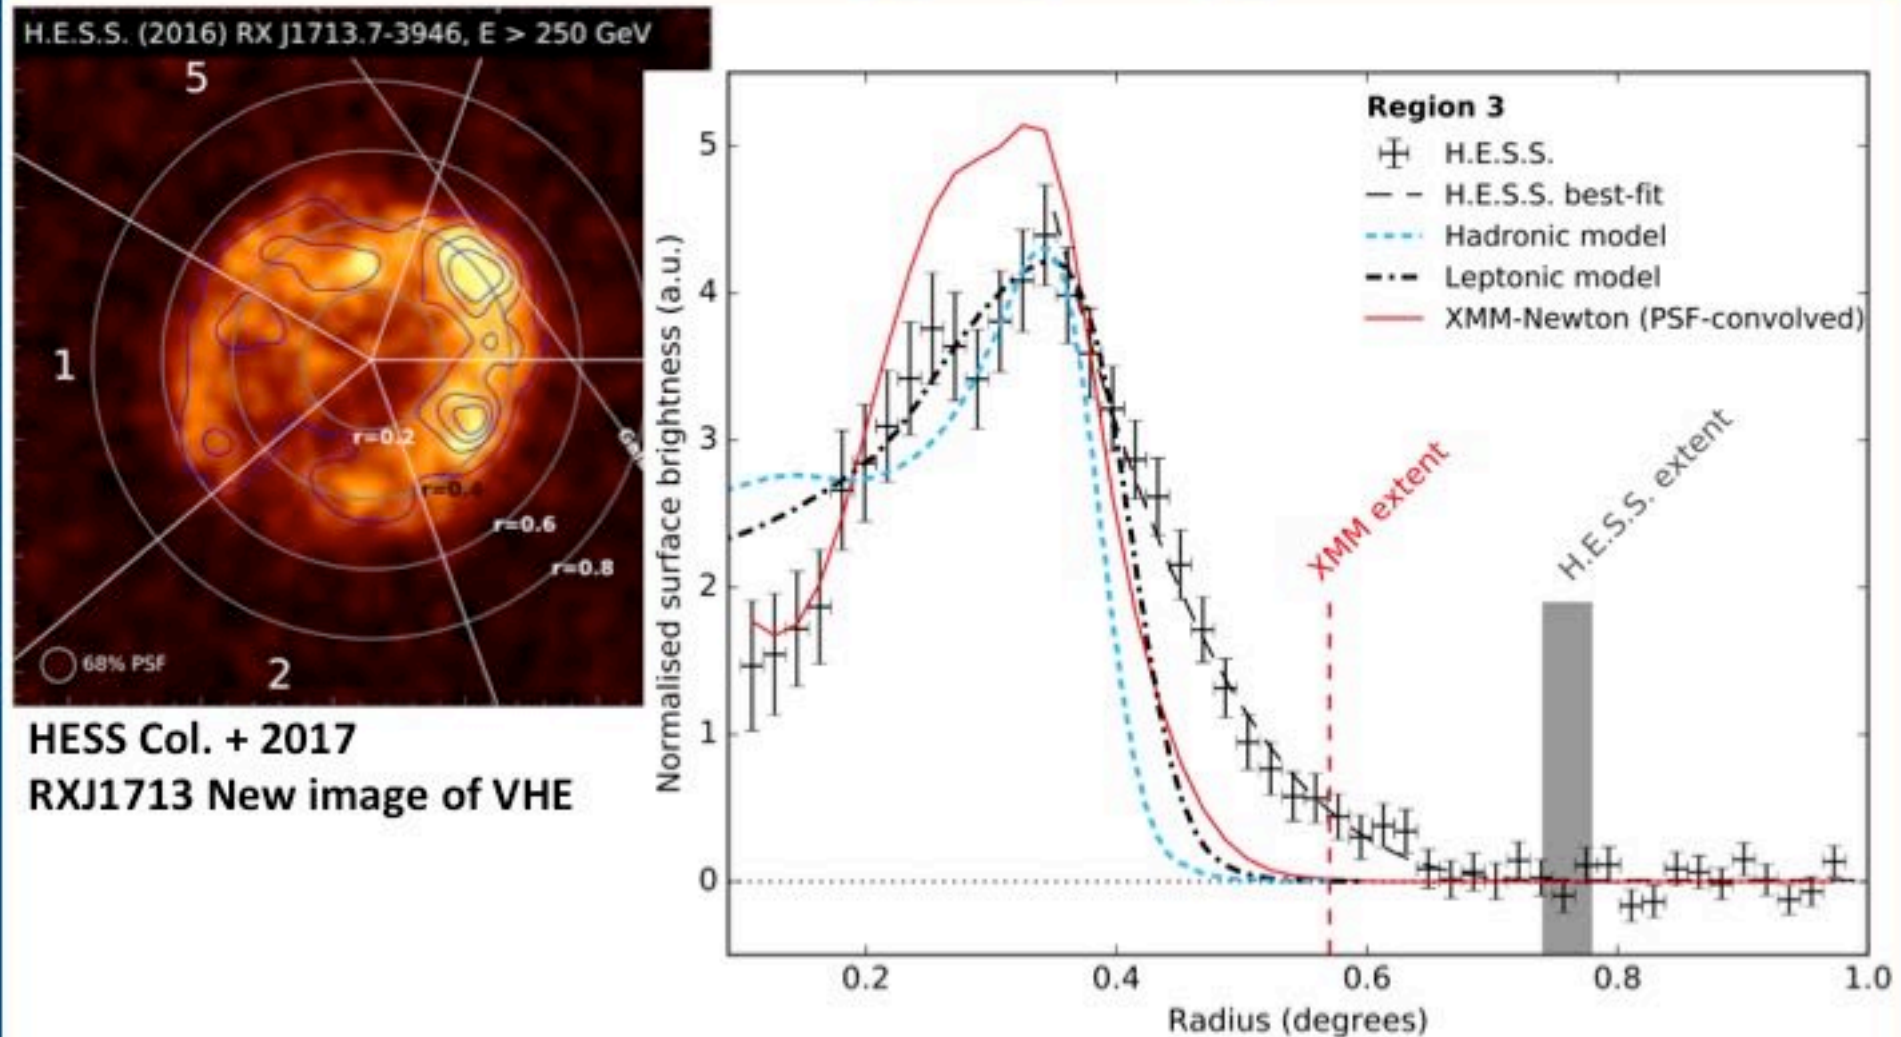 H.E.S.S. (2016) RX J1713.7-3946, E > 250 GeV
5
1
r=0.2
r=0.4
r=0.6
r=0.8
68% PSF
2
HESS Col. + 2017
RXJ1713 New image of VHE
Normalised surface brightness (a.u.)
5
4
3
2
1
0
Region 3
H.E.S.S.
H.E.S.S. best-fit
Hadronic model
Leptonic model
XMM-Newton (PSF-convolved)
XMM extent
H.E.S.S. extent
0.2
0.4
0.6
0.8
1.0
Radius (degrees)